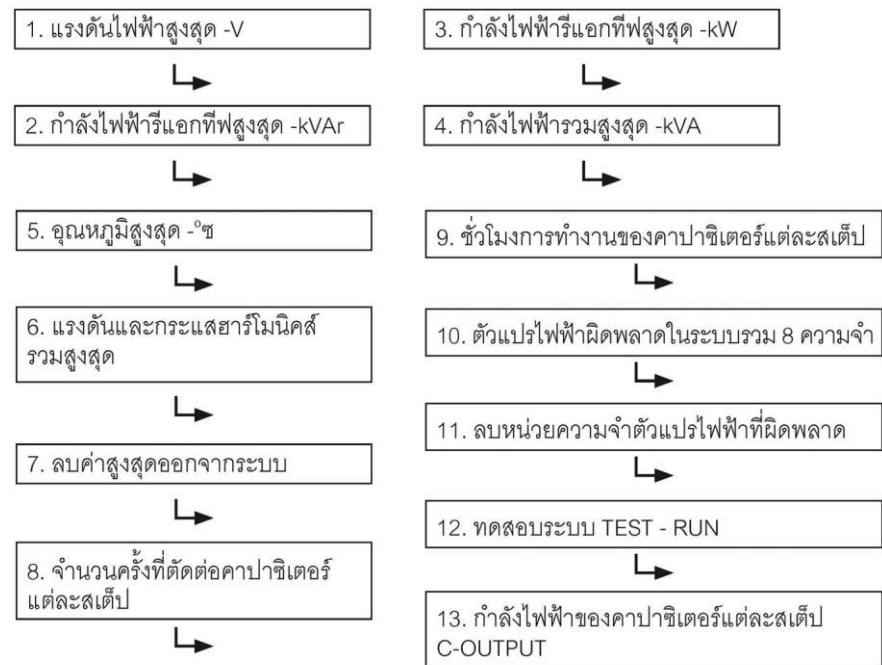 1. แรงดันไฟฟ้าสูงสุด -V
2. กำลังไฟฟ้ารีแอกทีฟสูงสุด -kVAr
3. กำลังไฟฟ้ารีแอกทีฟสูงสุด -kW
4. กำลังไฟฟ้ารวมสูงสุด -kVA
5. อุณหภูมิสูงสุด -°ซ
6. แรงดันและกระแสฮาร์โมนิคส์
รวมสูงสุด
7. ลบค่าสูงสุดออกจากระบบ
8. จำนวนครั้งที่ตัดต่อคาปาซิเตอร์
แต่ละสเต็ป
9. ชั่วโมงการทำงานของคาปาซิเตอร์แต่ละสเต็ป
10. ตัวแปรไฟฟ้าผิดพลาดในระบบรวม 8 ความจำ
11. ลบหน่วยความจำตัวแปรไฟฟ้าที่ผิดพลาด
12. ทดสอบระบบ TEST - RUN
13. กำลังไฟฟ้าของคาปาซิเตอร์แต่ละสเต็ป
C-OUTPUT